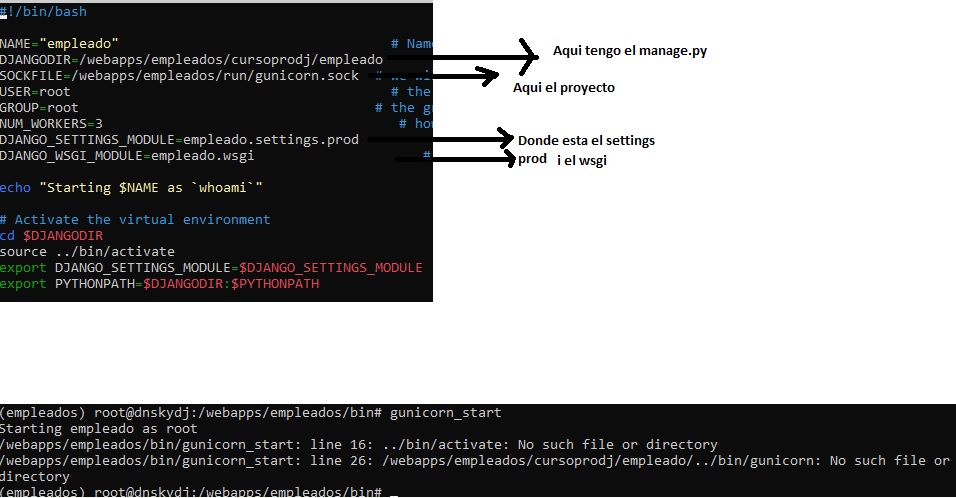 #!/bin/bash
NAME="empleado" # Nam
DJANGODIR=/webapps/empleados/cursoprodj/empleado
Aqui tengo el manage.py
SOCKFILE=/webapps/empleados/run/gunicorn.sock # we wi
Aqui el proyecto
USER=root # the
GROUP=root # the g
NUM_WORKERS=3 # how
DJANGO_SETTINGS_MODULE=empleado.settings.prod
Donde esta el settings
DJANGO_WSGI_MODULE=empleado.wsgi #
prod i el wsgi
echo "Starting $NAME as `whoami`"
# Activate the virtual environment
cd $DJANGODIR
source ../bin/activate
export DJANGO_SETTINGS_MODULE=$DJANGO_SETTINGS_MODULE
export PYTHONPATH=$DJANGODIR:$PYTHONPATH
(empleados) root@dnskydj:/webapps/empleados/bin# gunicorn_start
Starting empleado as root
/webapps/empleados/bin/gunicorn_start: line 16: ../bin/activate: No such file or directory
/webapps/empleados/bin/gunicorn_start: line 26: /webapps/empleados/cursoprodj/empleado/../bin/gunicorn: No such file or
directory
(empleados) root@dnskydj:/webapps/empleados/bin# _